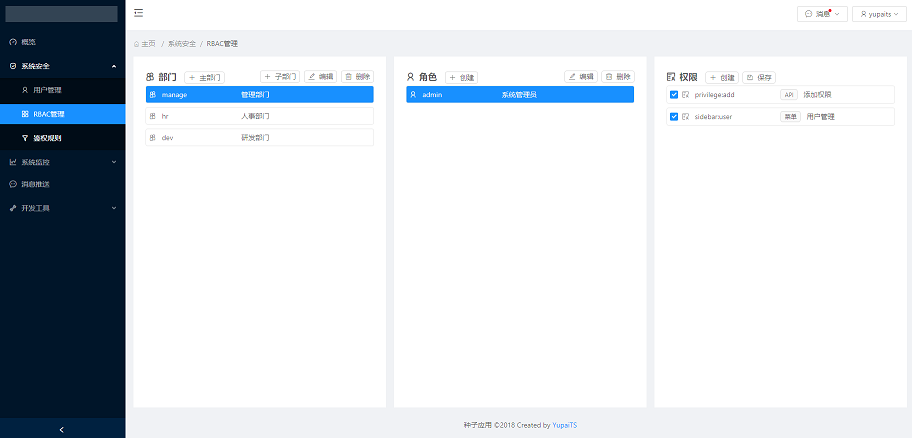 消息
yupaits
概览
系统安全
用户管理
RBAC管理
鉴权规则
系统监控
消息推送
开发工具
主页 / 系统安全 / RBAC管理
部门 + 主部门 + 子部门 编辑 删除
manage 管理部门
hr 人事部门
dev 研发部门
角色 + 创建 编辑 删除
admin 系统管理员
权限 + 创建 保存
privilege:add API 添加权限
sidebar:user 菜单 用户管理
种子应用 ©2018 Created by YupaiTS